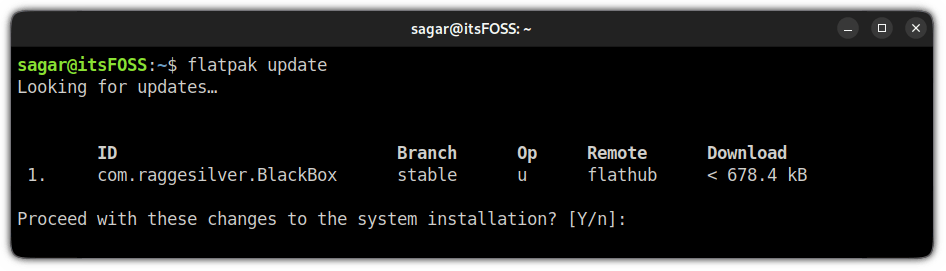 sagar@itsFOSS: ~
sagar@itsFOSS:~$ flatpak update
Looking for updates…
ID Branch Op Remote Download
1. com.raggesilver.BlackBox stable u flathub < 678.4 kB
Proceed with these changes to the system installation? [Y/n]: